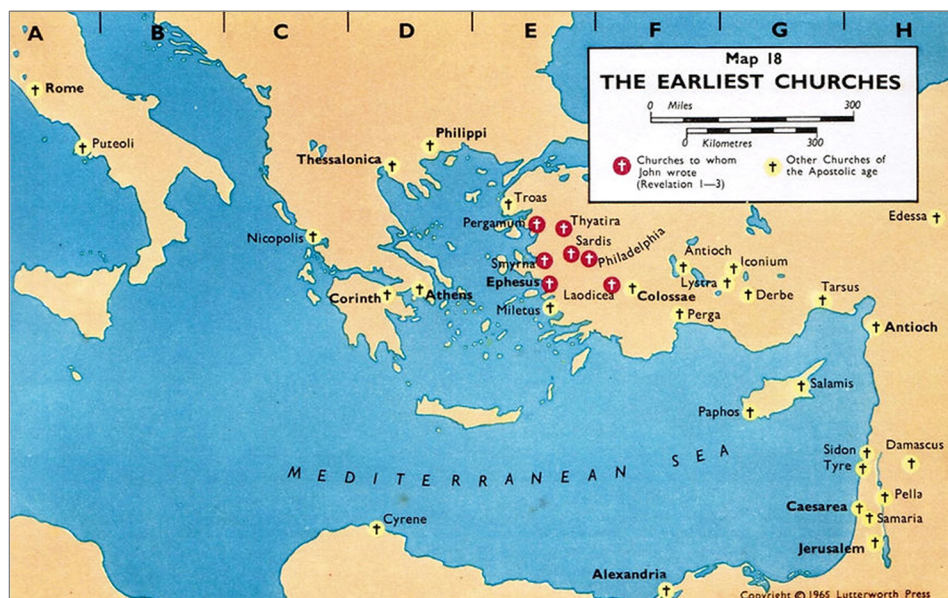 A B C D E F G H
Map 18
THE EARLIEST CHURCHES
0 Miles 300
0 Kilometres 300
Churches to whom
John wrote
(Revelation 1—3)
Other Churches of
the Apostolic age
Rome
Puteoli
Philippi
Thessalonica
Troas
Edessa
Pergamum
Thyatira
Nicopolis
Sardis
Philadelphia
Smyrna
Antioch
Iconium
Ephesus
Laodicea
Colossae
Lystra
Derbe
Tarsus
Corinth
Athens
Miletus
Perga
Antioch
Salamis
Paphos
MEDITERRANEAN SEA
Sidon
Damascus
Tyre
Pella
Caesarea
Samaria
Cyrene
Jerusalem
Alexandria
Copyright © 1965 Lutterworth Press